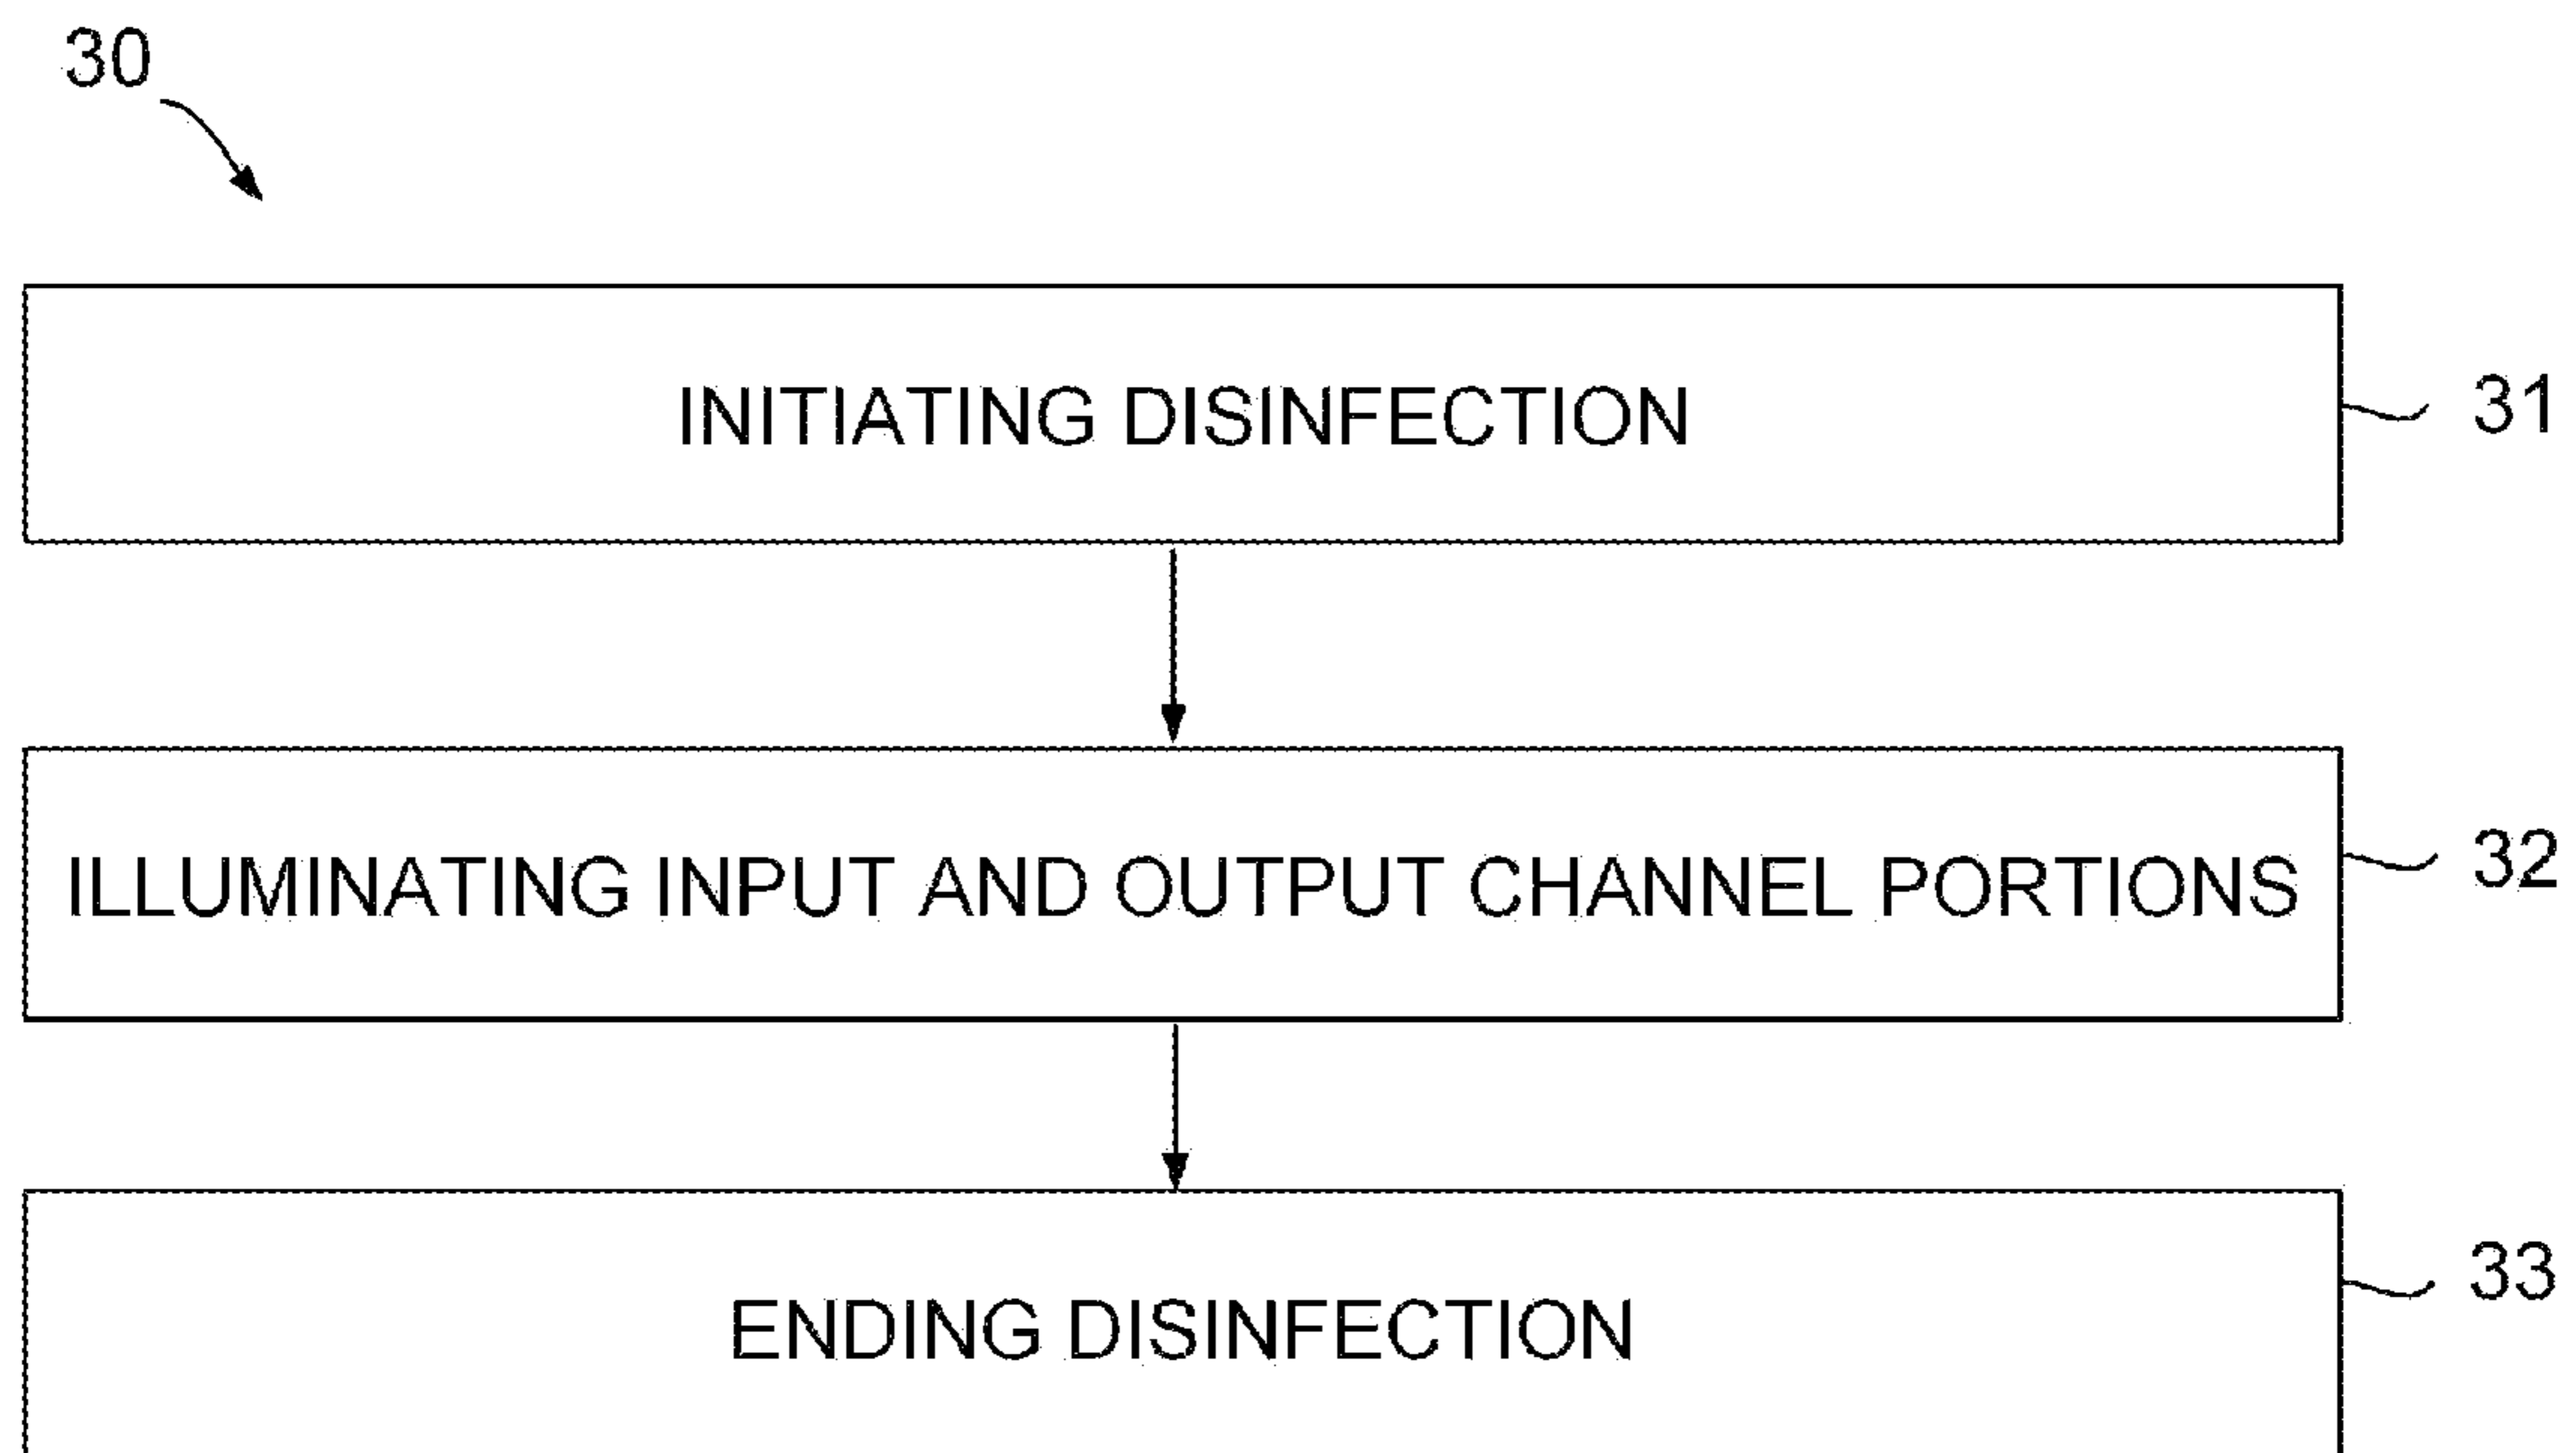 30
INITIATING DISINFECTION
31
ILLUMINATING INPUT AND OUTPUT CHANNEL PORTIONS
32
ENDING DISINFECTION
33